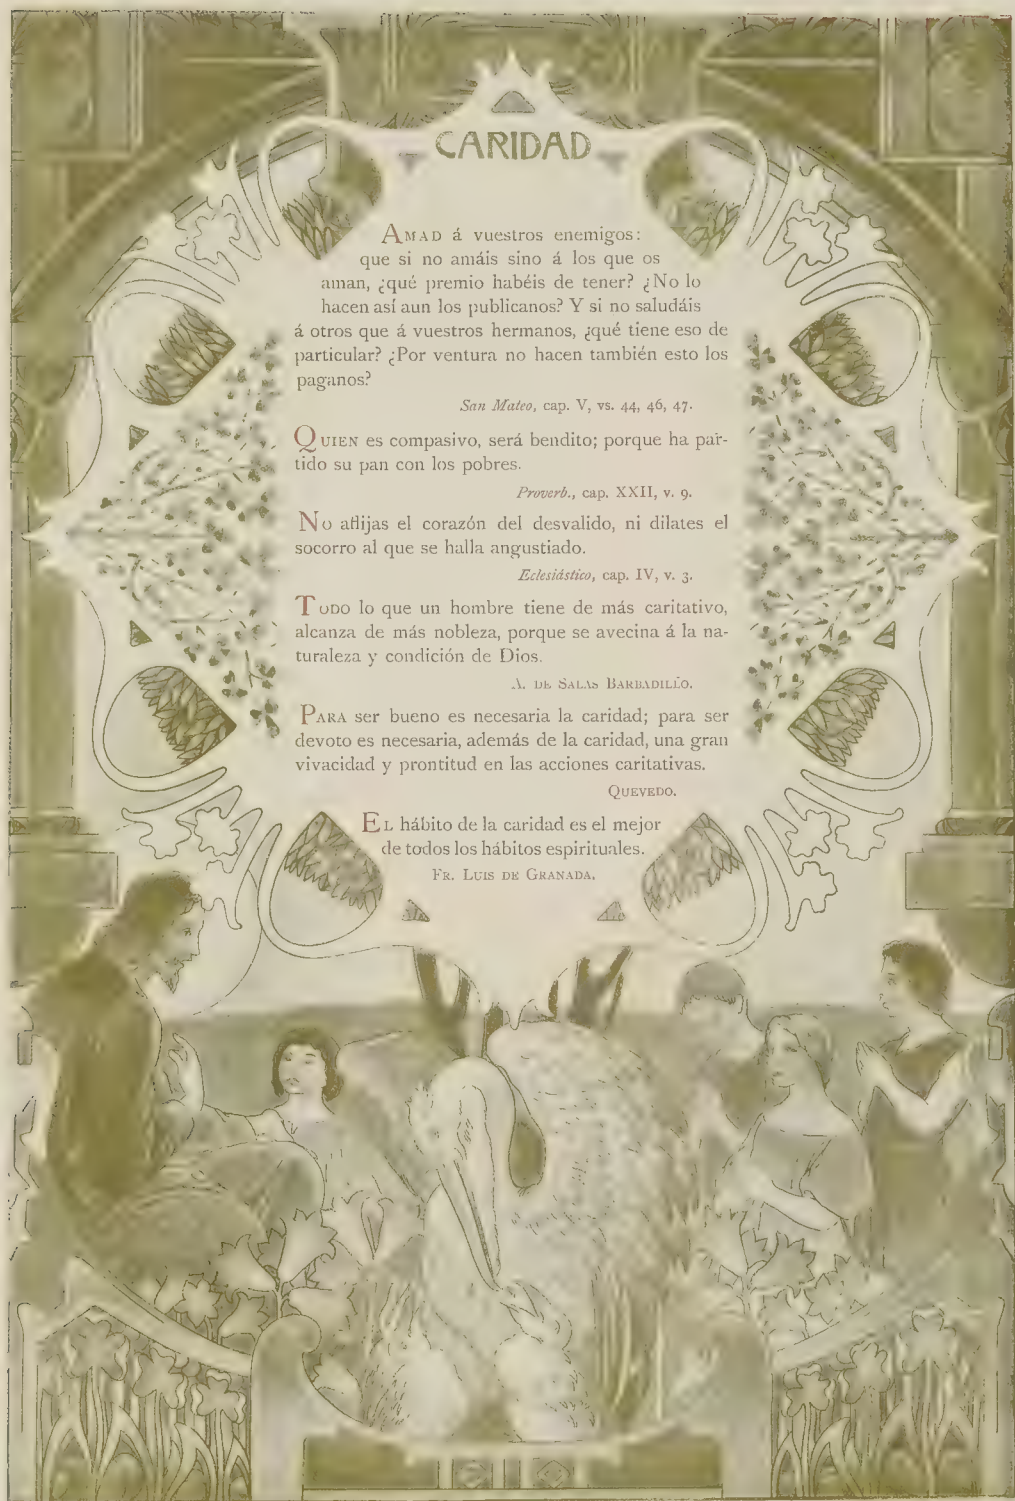 CARIDAD
AMAD á vuestros enemigos:
que si no amáis sino á los que os
aman, ¿qué premio habéis de tener? ¿No lo
hacen así aun los publicanos? Y si no saludáis
á otros que á vuestros hermanos, ¿qué tiene eso de
particular? ¿Por ventura no hacen también esto los
paganos?
San Mateo, cap. V, vs. 44, 46, 47.
QUIEN es compasivo, será bendito; porque ha par-
tido su pan con los pobres.
Proverb., cap. XXII, v. 9.
No aflijas el corazón del desvalido, ni dilates el
socorro al que se halla angustiado.
Eclesiástico, cap. IV, v. 3.
TODO lo que un hombre tiene de más caritativo,
alcanza de más nobleza, porque se avecina á la na-
turaleza y condición de Dios.
A. DE SALAS BARBADILLO.
PARA ser bueno es necesaria la caridad; para ser
devoto es necesaria, además de la caridad, una gran
vivacidad y prontitud en las acciones caritativas.
QUEVEDO.
EL hábito de la caridad es el mejor
de todos los hábitos espirituales.
FR. LUIS DE GRANADA.